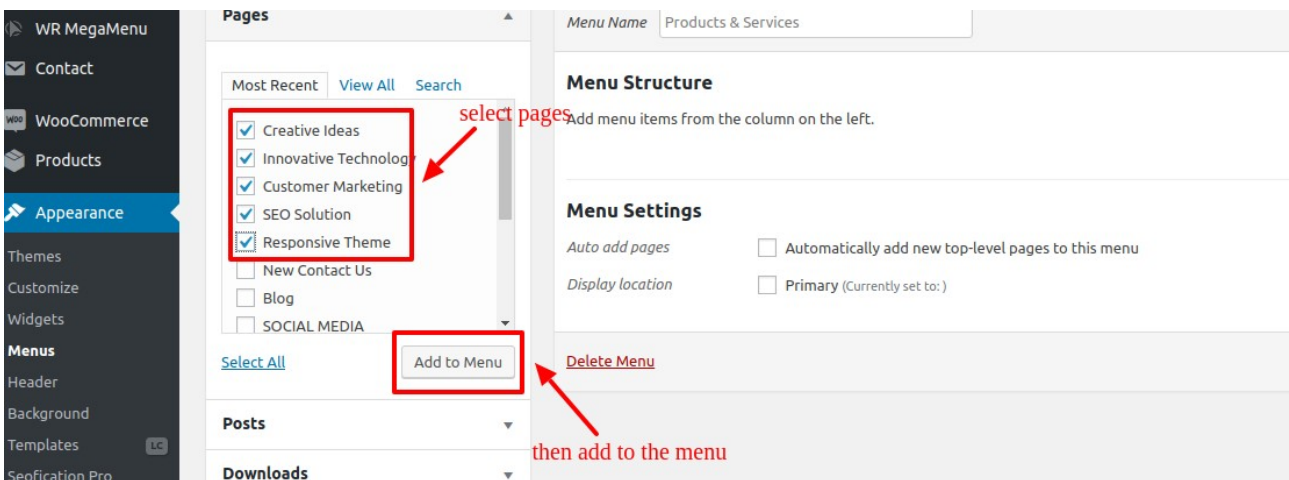 WR MegaMenu
Contact
WooCommerce
Products
Appearance
Themes
Customize
Widgets
Menus
Header
Background
Templates LC
Seofication Pro
Pages
Most Recent View All Search
Creative Ideas
Innovative Technology
Customer Marketing
SEO Solution
Responsive Theme
New Contact Us
Blog
SOCIAL MEDIA
Select All Add to Menu
Posts
Downloads
select pages
then add to the menu
Menu Name Products & Services
Menu Structure
Add menu items from the column on the left.
Menu Settings
Auto add pages Automatically add new top-level pages to this menu
Display location Primary (Currently set to: )
Delete Menu